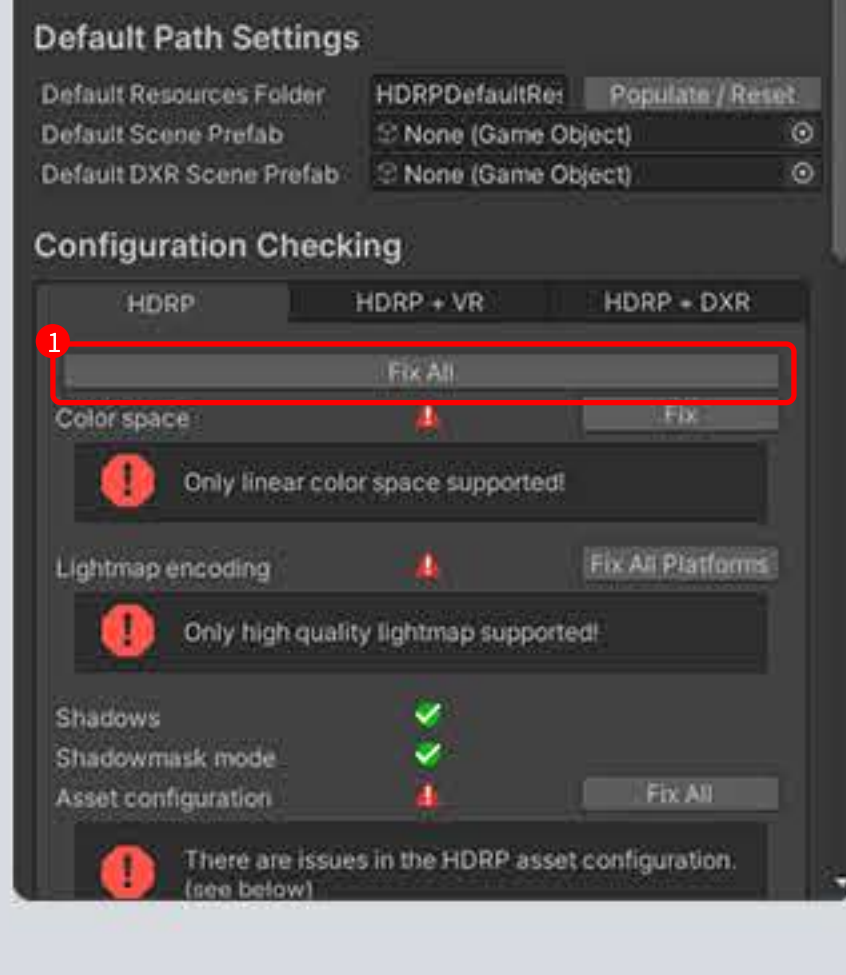 Default Path Settings
Default Resources Folder HDRPDefaultRes Populate / Reset
Default Scene Prefab None (Game Object)
Default DXR Scene Prefab None (Game Object)
Configuration Checking
HDRP HDRP + VR HDRP + DXR
1
Fix All
Color space Fix
Only linear color space supported!
Lightmap encoding Fix All Platforms
Only high quality lightmap supported!
Shadows
Shadowmask mode
Asset configuration Fix All
There are issues in the HDRP asset configuration.
(see below)